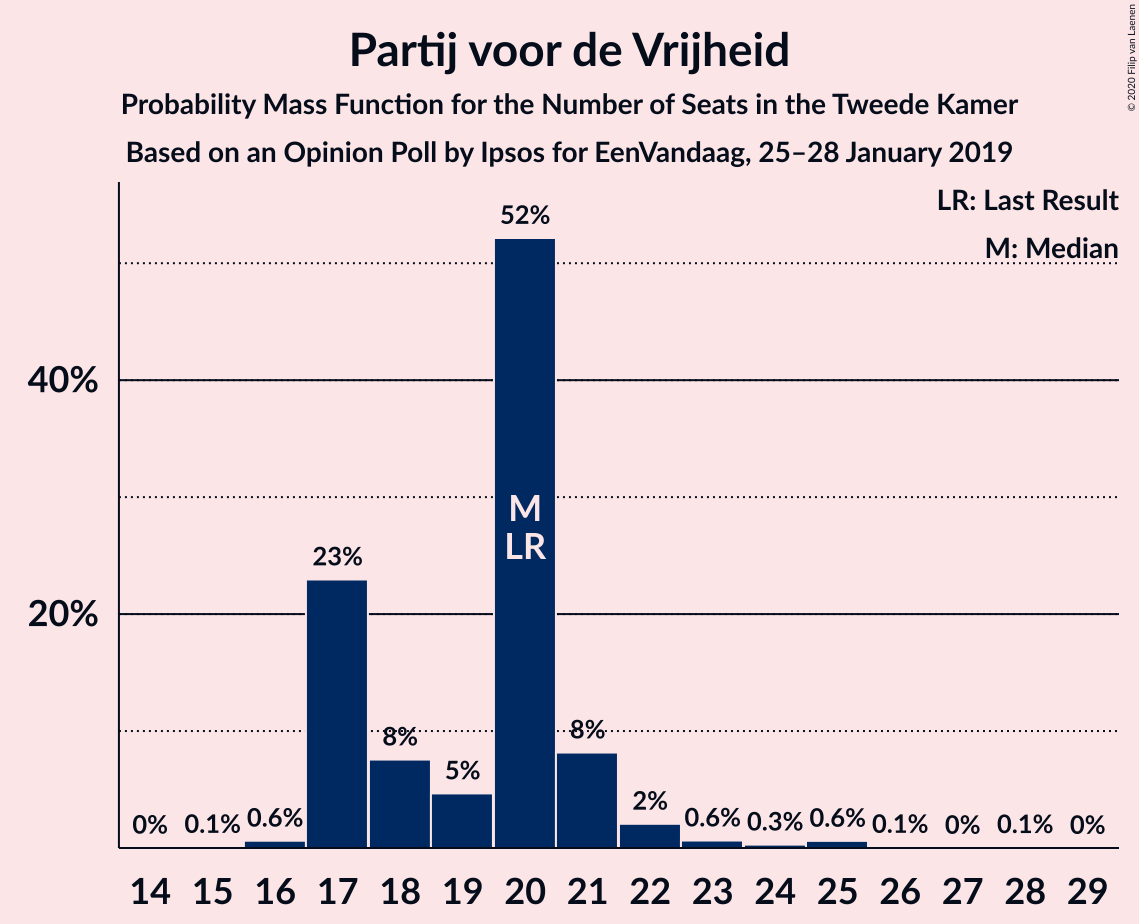 Partij voor de Vrijheid
Probability Mass Function for the Number of Seats in the Tweede Kamer
Based on an Opinion Poll by Ipsos for EenVandaag, 25–28 January 2019
© 2020 Filip van Laenen
LR: Last Result
M: Median
52%
40%
M
LR
23%
20%
8%
8%
5%
2%
0%
0.1%
0.6%
0.6%
0.3%
0.6%
0.1%
0%
0.1%
0%
14 15 16 17 18 19 20 21 22 23 24 25 26 27 28 29